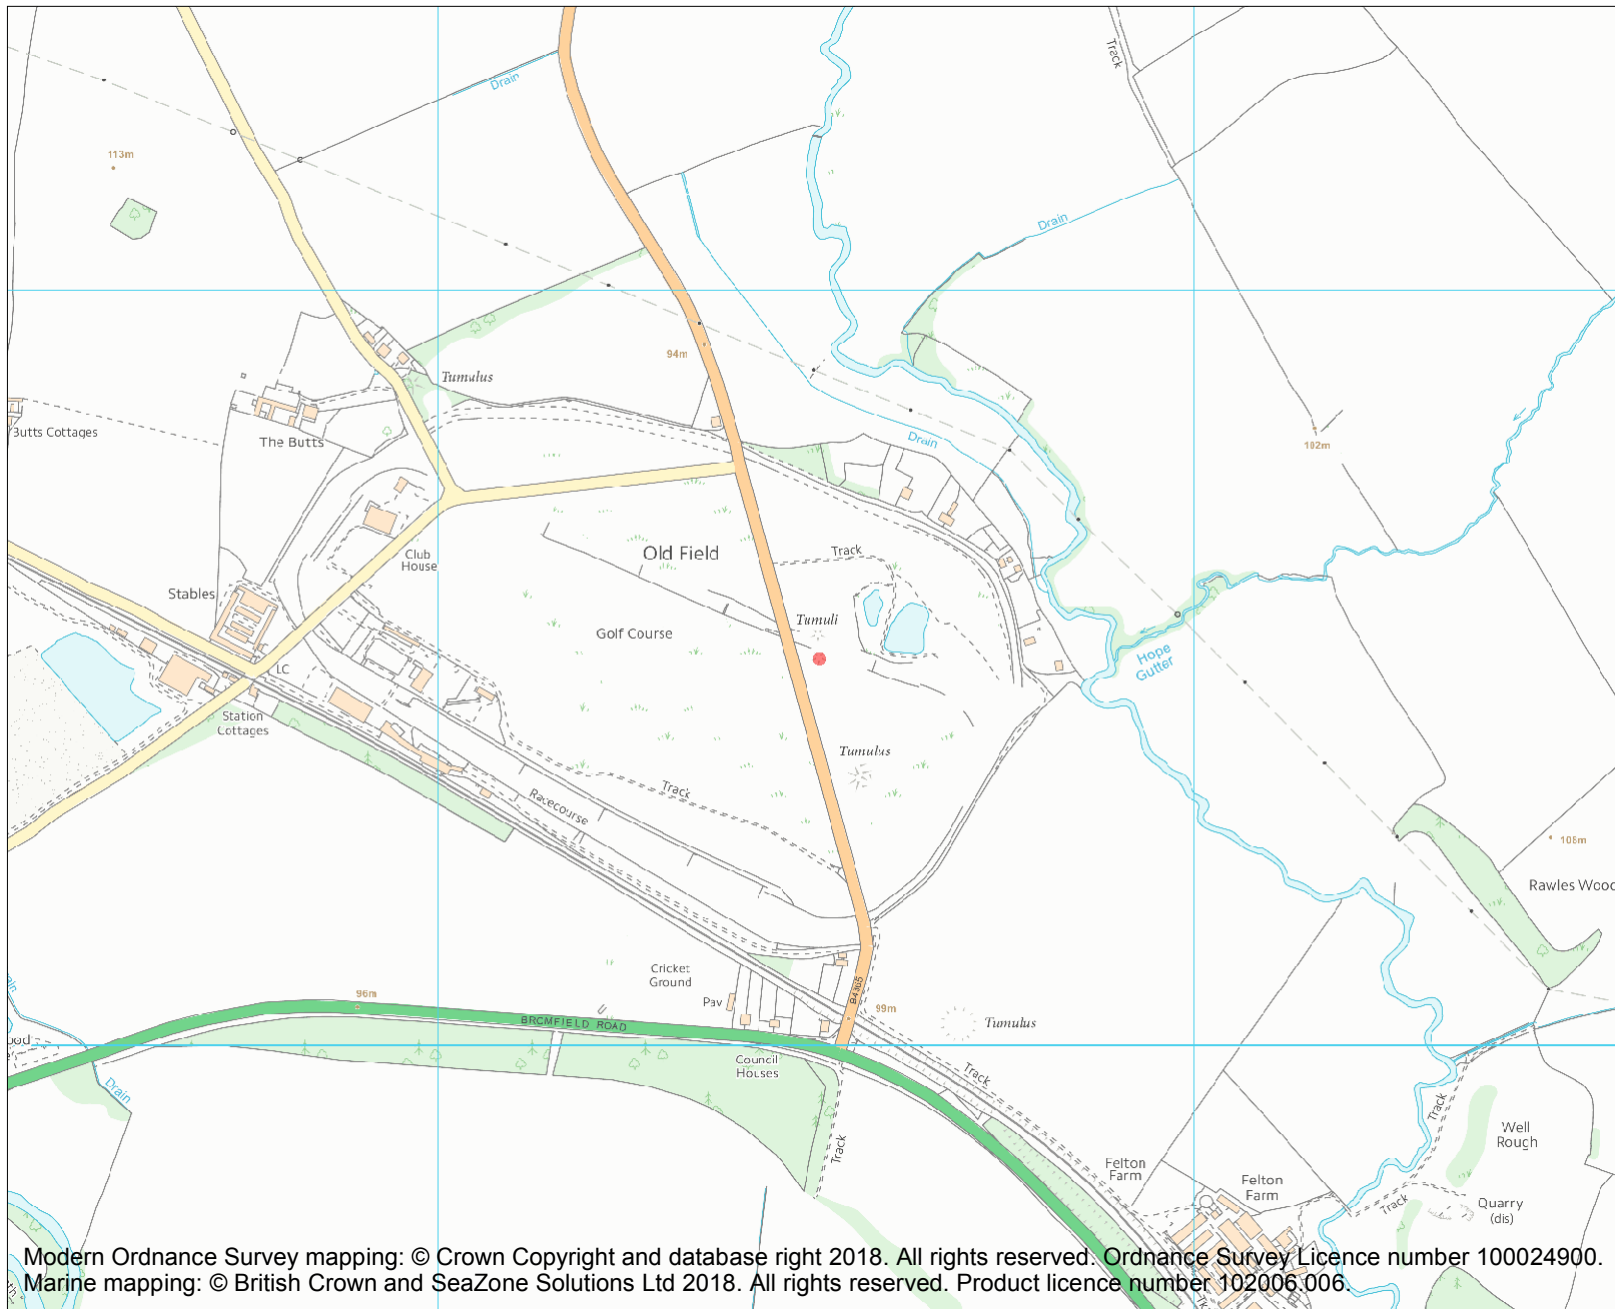 Track
Drain
113m
Drain
94m
Tumulus
Butts Cottages
The Butts
Drain
102m
Club
House
Old Field
Track
Stables
Tumuli
Golf Course
Hope
Gutter
LC
Station
Cottages
Tumulus
Track
Racecourse
108m
Rawles Wood
Cricket
Ground
Pav
B4365
96m
99m
BROMFIELD ROAD
Tumulus
Council
Houses
Track
Drain
Track
Track
Well
Rough
Felton
Farm
Felton
Farm
Track
Quarry
(dis)
Modern Ordnance Survey mapping: © Crown Copyright and database right 2018. All rights reserved. Ordnance Survey Licence number 100024900.
Marine mapping: © British Crown and SeaZone Solutions Ltd 2018. All rights reserved. Product licence number 102006.006.